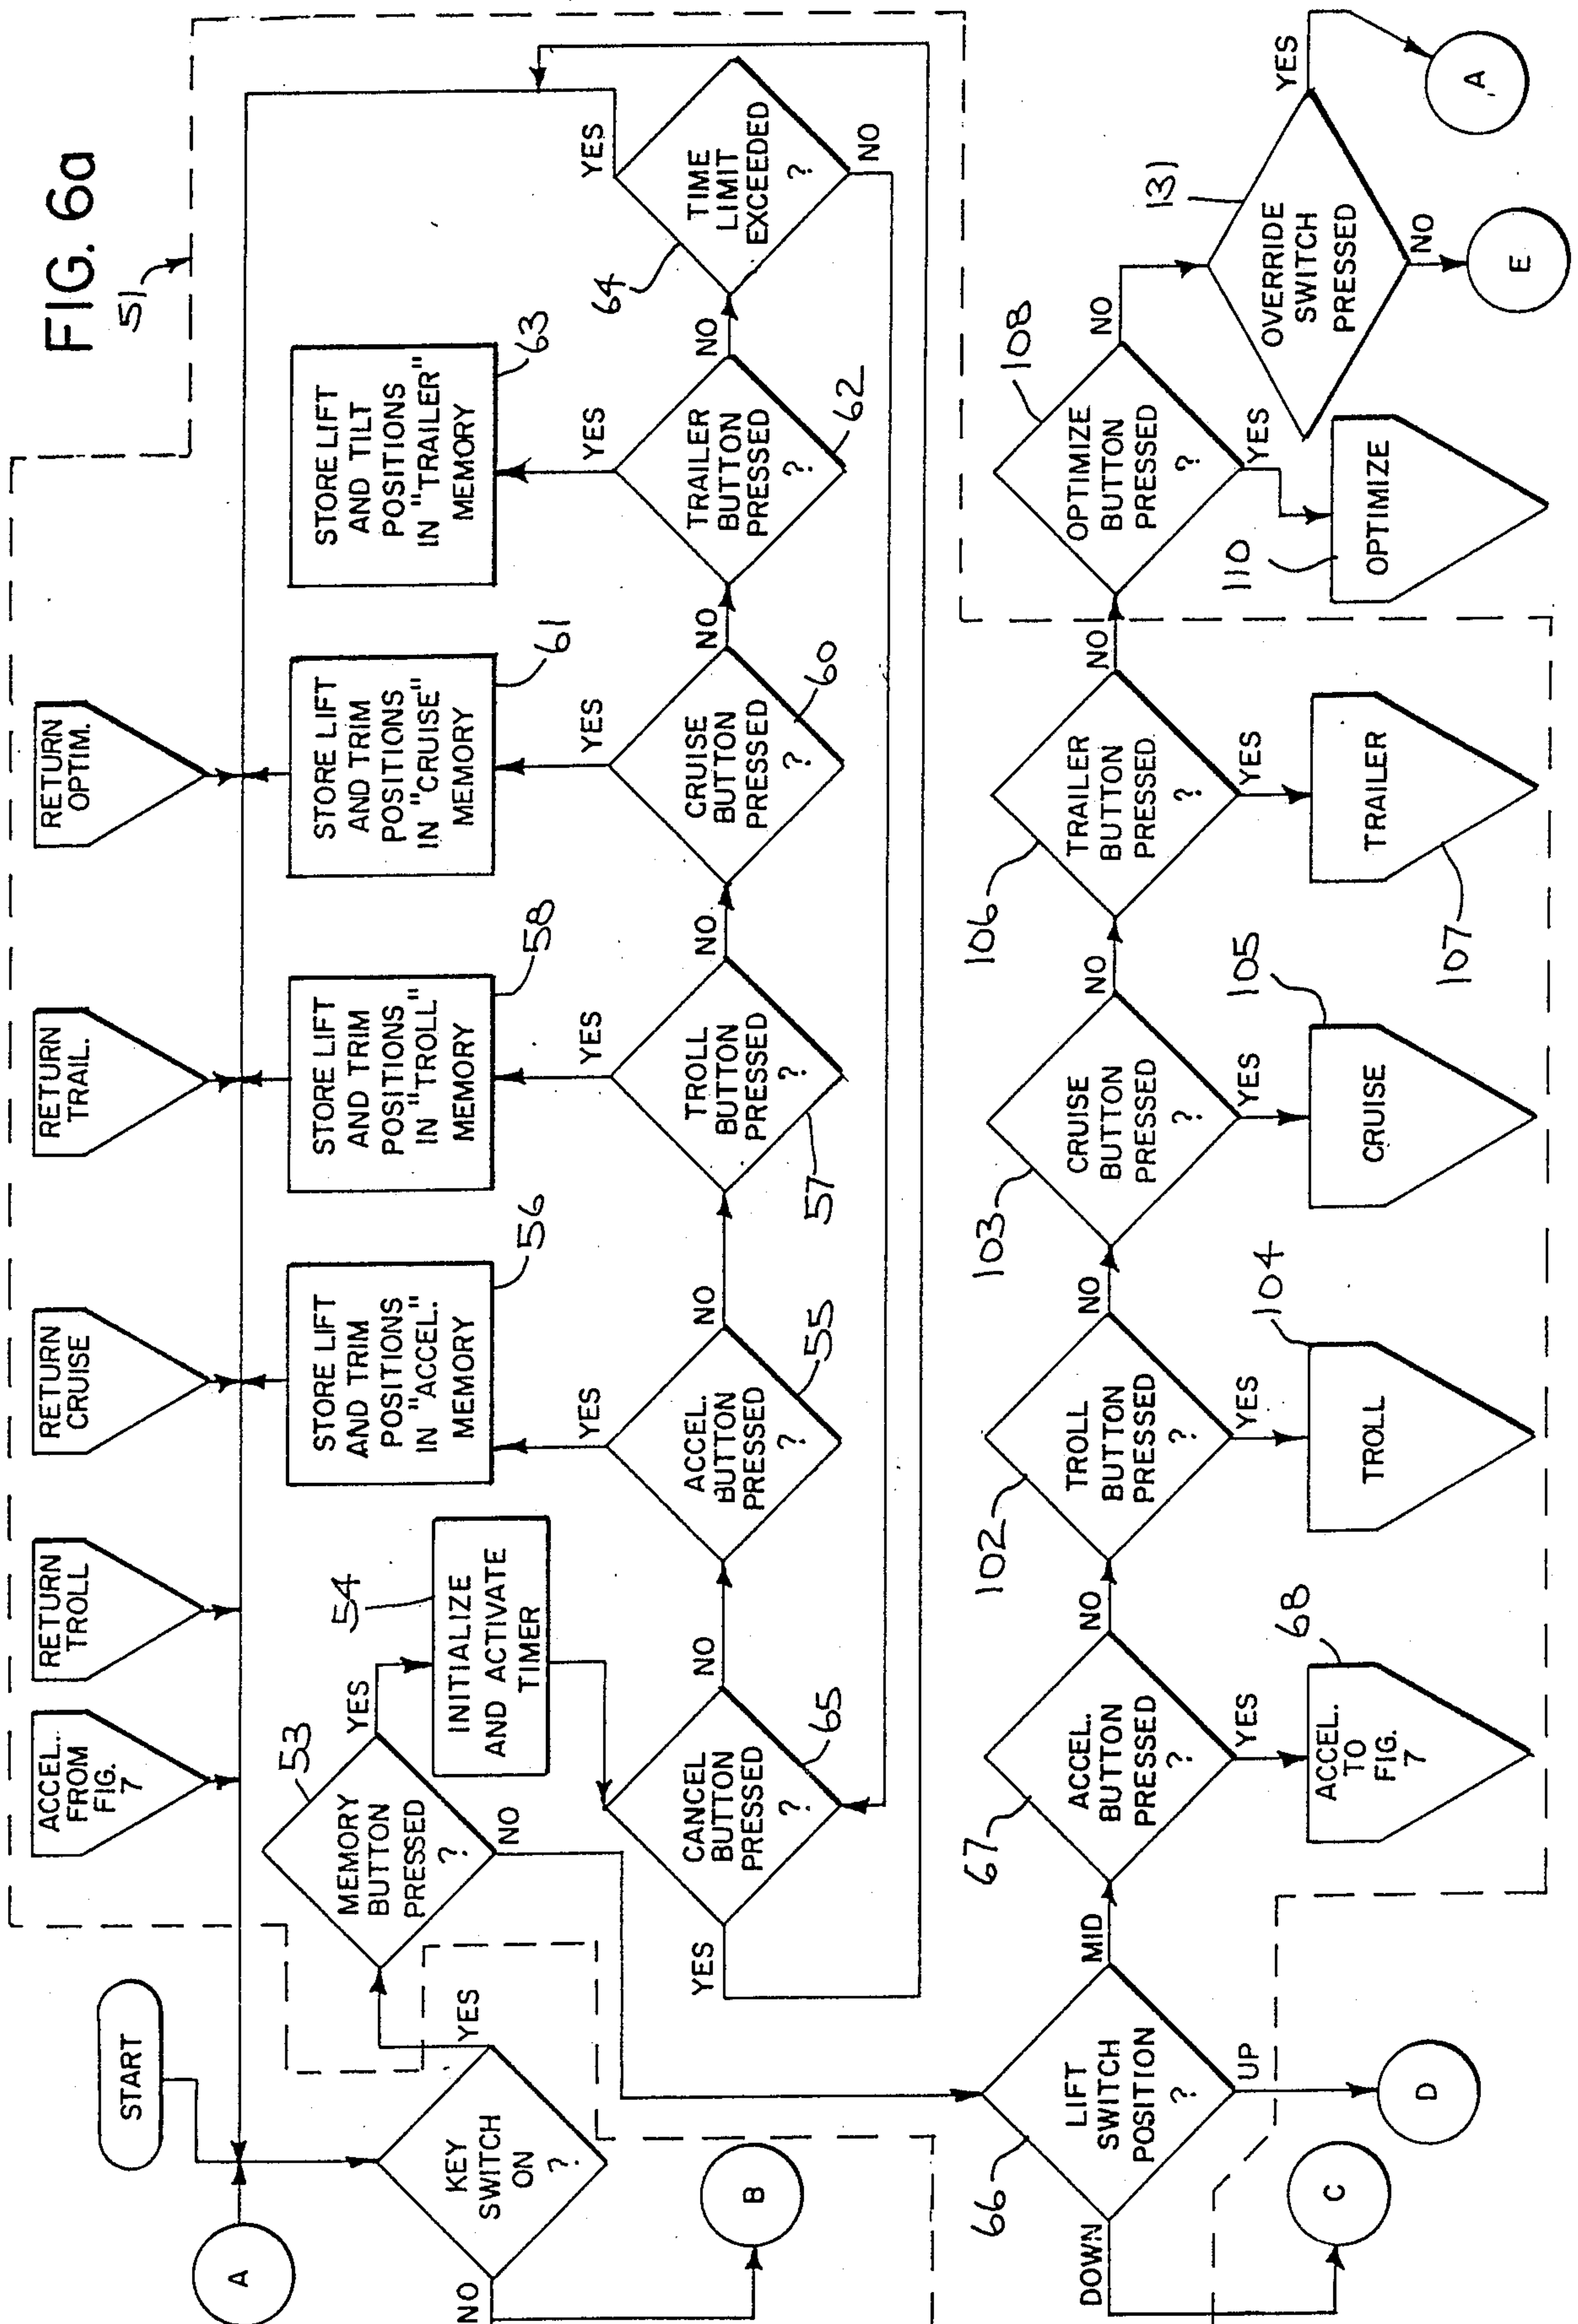 FIG. 6a
51
START
A
KEY
SWITCH
ON
?
NO
YES
B
ACCEL.
FROM
FIG.
7
RETURN
TROLL
RETURN
CRUISE
RETURN
TRAIL.
RETURN
OPTIM.
53
MEMORY
BUTTON
PRESSED
?
YES
NO
54
INITIALIZE
AND ACTIVATE
TIMER
STORE LIFT
AND TRIM
POSITIONS
IN "ACCEL."
MEMORY
56
STORE LIFT
AND TRIM
POSITIONS
IN "TROLL"
MEMORY
58
STORE LIFT
AND TRIM
POSITIONS
IN "CRUISE"
MEMORY
61
STORE LIFT
AND TILT
POSITIONS
IN "TRAILER"
MEMORY
63
YES
CANCEL
BUTTON
PRESSED
?
65
NO
YES
ACCEL.
BUTTON
PRESSED
?
55
NO
YES
TROLL
BUTTON
PRESSED
?
57
NO
YES
CRUISE
BUTTON
PRESSED
?
60
NO
YES
TRAILER
BUTTON
PRESSED
?
62
NO
64
YES
TIME
LIMIT
EXCEEDED
?
NO
66
LIFT
SWITCH
POSITION
?
DOWN
MID
UP
C
D
67
ACCEL.
BUTTON
PRESSED
?
NO
YES
ACCEL.
TO
FIG.
7
68
102
TROLL
BUTTON
PRESSED
?
NO
YES
TROLL
104
103
CRUISE
BUTTON
PRESSED
?
NO
YES
CRUISE
105
106
TRAILER
BUTTON
PRESSED
?
NO
YES
TRAILER
107
108
OPTIMIZE
BUTTON
PRESSED
?
NO
YES
110
OPTIMIZE
131
OVERRIDE
SWITCH
PRESSED
YES
NO
A
E